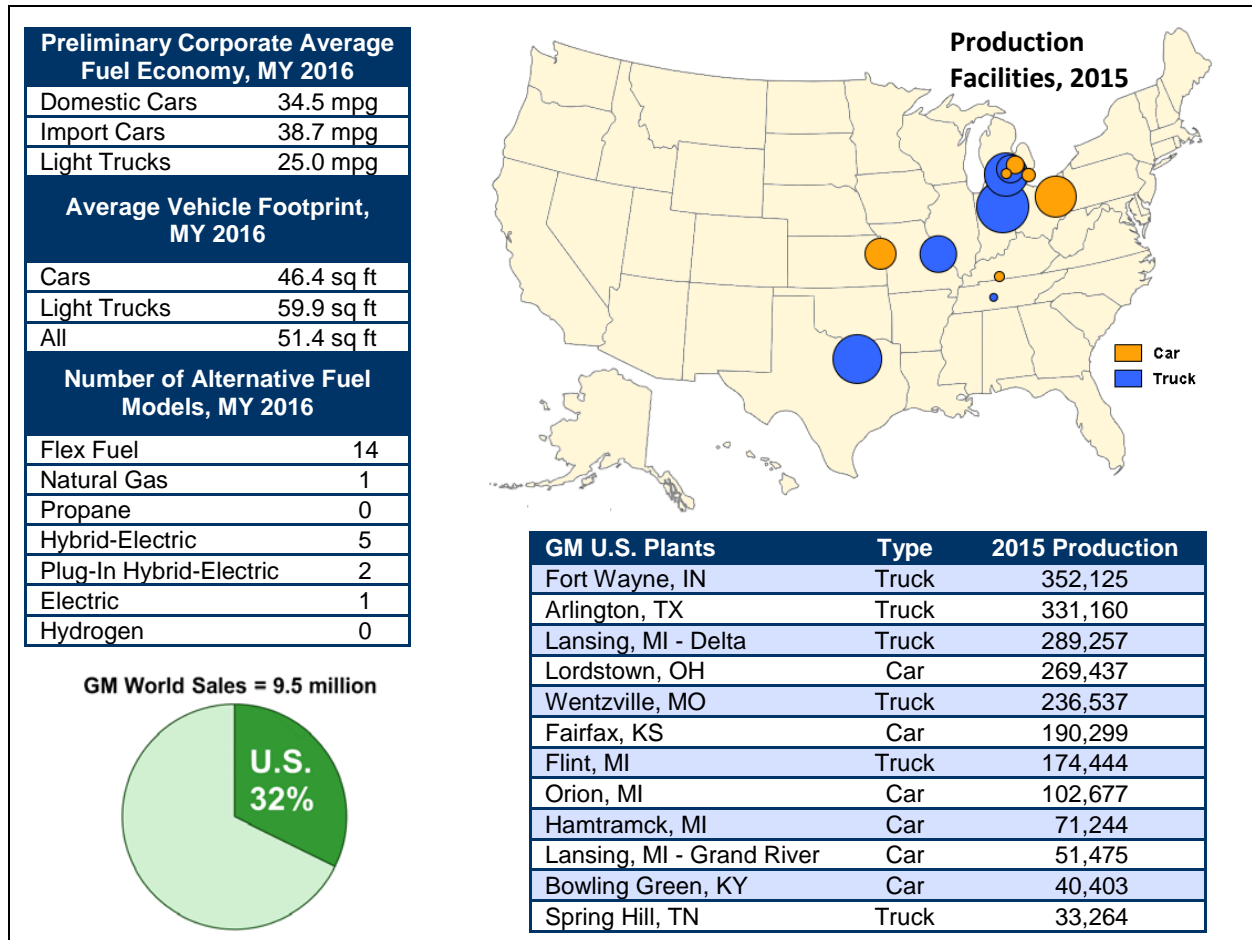 Preliminary Corporate Average
Fuel Economy, MY 2016
Domestic Cars 34.5 mpg
Import Cars 38.7 mpg
Light Trucks 25.0 mpg
Average Vehicle Footprint,
MY 2016
Cars 46.4 sq ft
Light Trucks 59.9 sq ft
All 51.4 sq ft
Number of Alternative Fuel
Models, MY 2016
Flex Fuel 14
Natural Gas 1
Propane 0
Hybrid-Electric 5
Plug-In Hybrid-Electric 2
Electric 1
Hydrogen 0
GM World Sales = 9.5 million
U.S.
32%
Production
Facilities, 2015
Car
Truck
GM U.S. Plants Type 2015 Production
Fort Wayne, IN Truck 352,125
Arlington, TX Truck 331,160
Lansing, MI - Delta Truck 289,257
Lordstown, OH Car 269,437
Wentzville, MO Truck 236,537
Fairfax, KS Car 190,299
Flint, MI Truck 174,444
Orion, MI Car 102,677
Hamtramck, MI Car 71,244
Lansing, MI - Grand River Car 51,475
Bowling Green, KY Car 40,403
Spring Hill, TN Truck 33,264